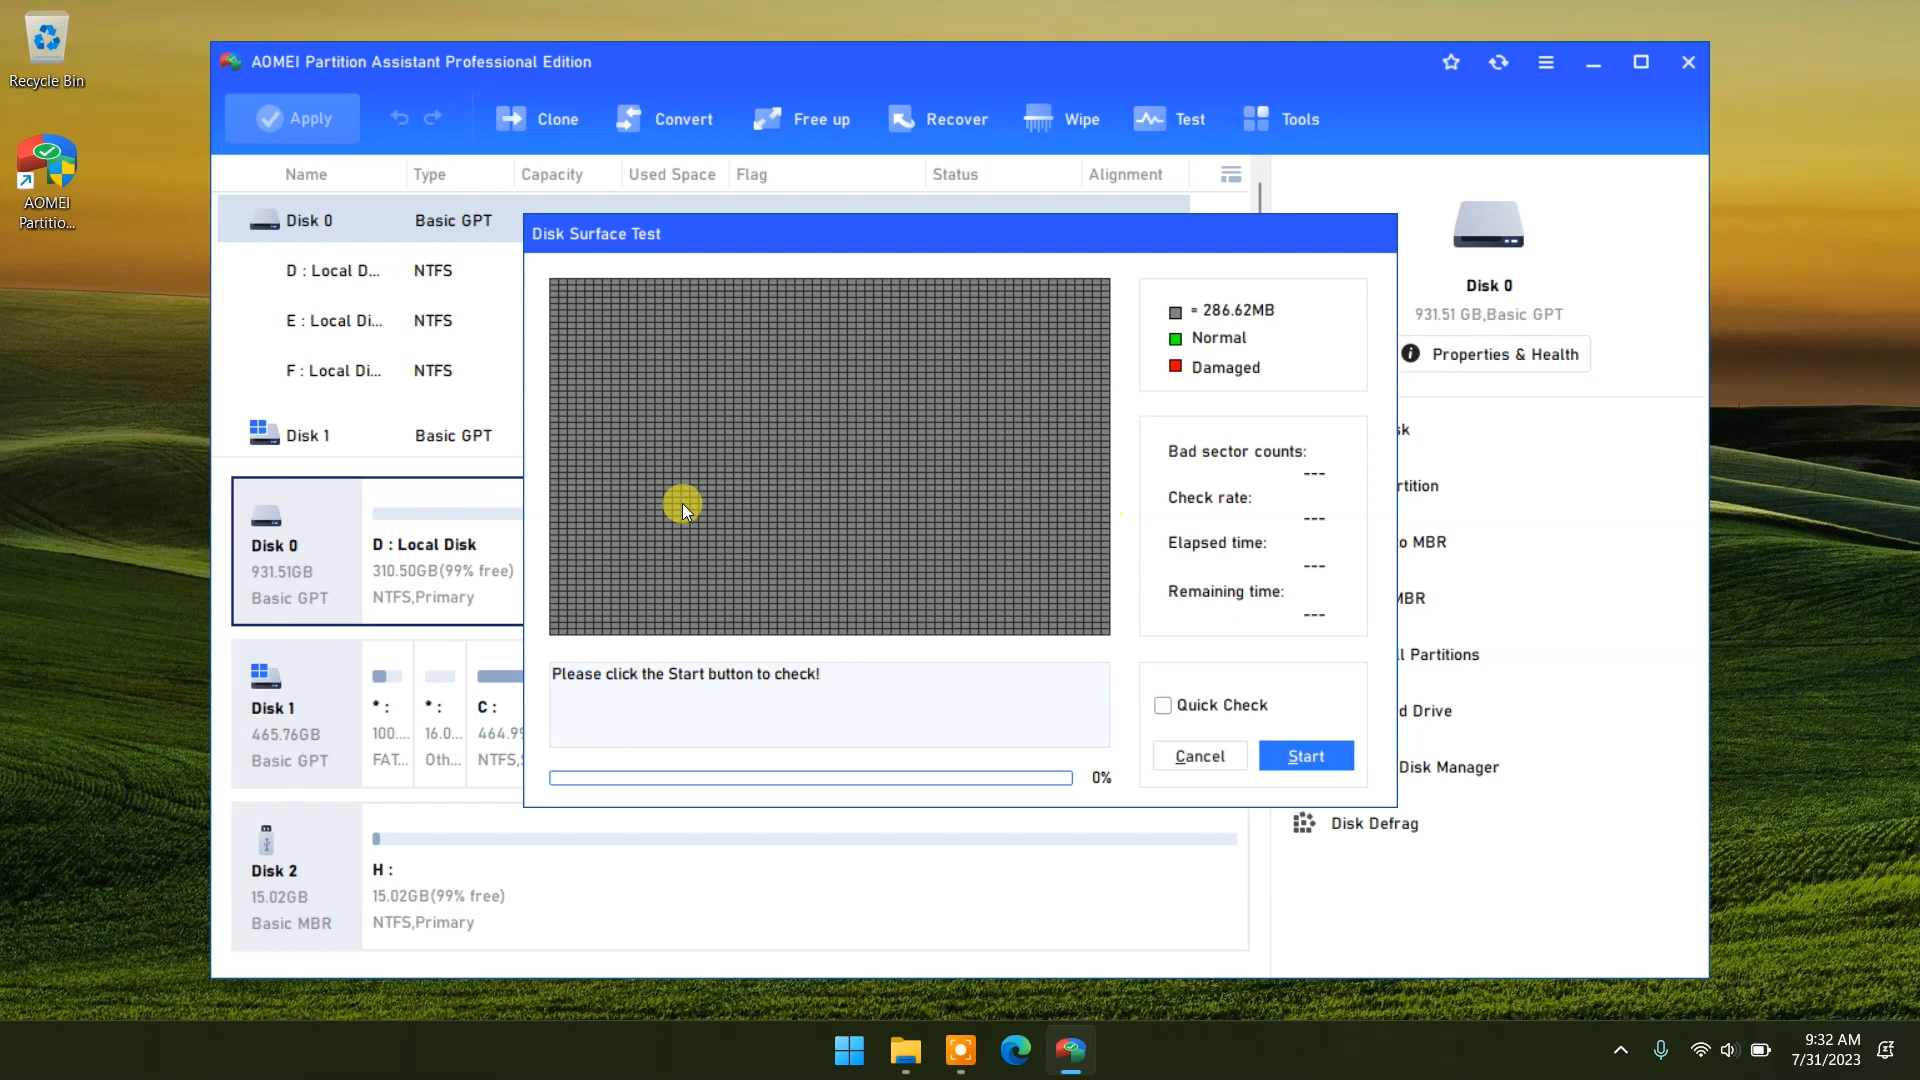 Recycle Bin
AOMEI
Partitio...
AOMEI Partition Assistant Professional Edition
Apply
Clone
Convert
Free up
Recover
Wipe
Test
Tools
Name
Type
Capacity
Used Space
Flag
Status
Alignment
Disk 0
Basic GPT
D : Local D...
NTFS
E : Local Di...
NTFS
F : Local Di...
NTFS
Disk 1
Basic GPT
Disk 0
931.51GB
Basic GPT
D : Local Disk
310.50GB(99% free)
NTFS,Primary
Disk 1
465.76GB
Basic GPT
* :
100....
FAT...
* :
16.0...
Oth...
C :
464.99
NTFS,
Disk 2
15.02GB
Basic MBR
H :
15.02GB(99% free)
NTFS,Primary
Disk Surface Test
= 286.62MB
Normal
Damaged
Bad sector counts:
---
Check rate:
---
Elapsed time:
---
Remaining time:
---
Please click the Start button to check!
0%
Quick Check
Cancel
Start
Disk 0
931.51 GB,Basic GPT
Properties & Health
sk
rtition
o MBR
MBR
ll Partitions
d Drive
Disk Manager
Disk Defrag
9:32 AM
7/31/2023